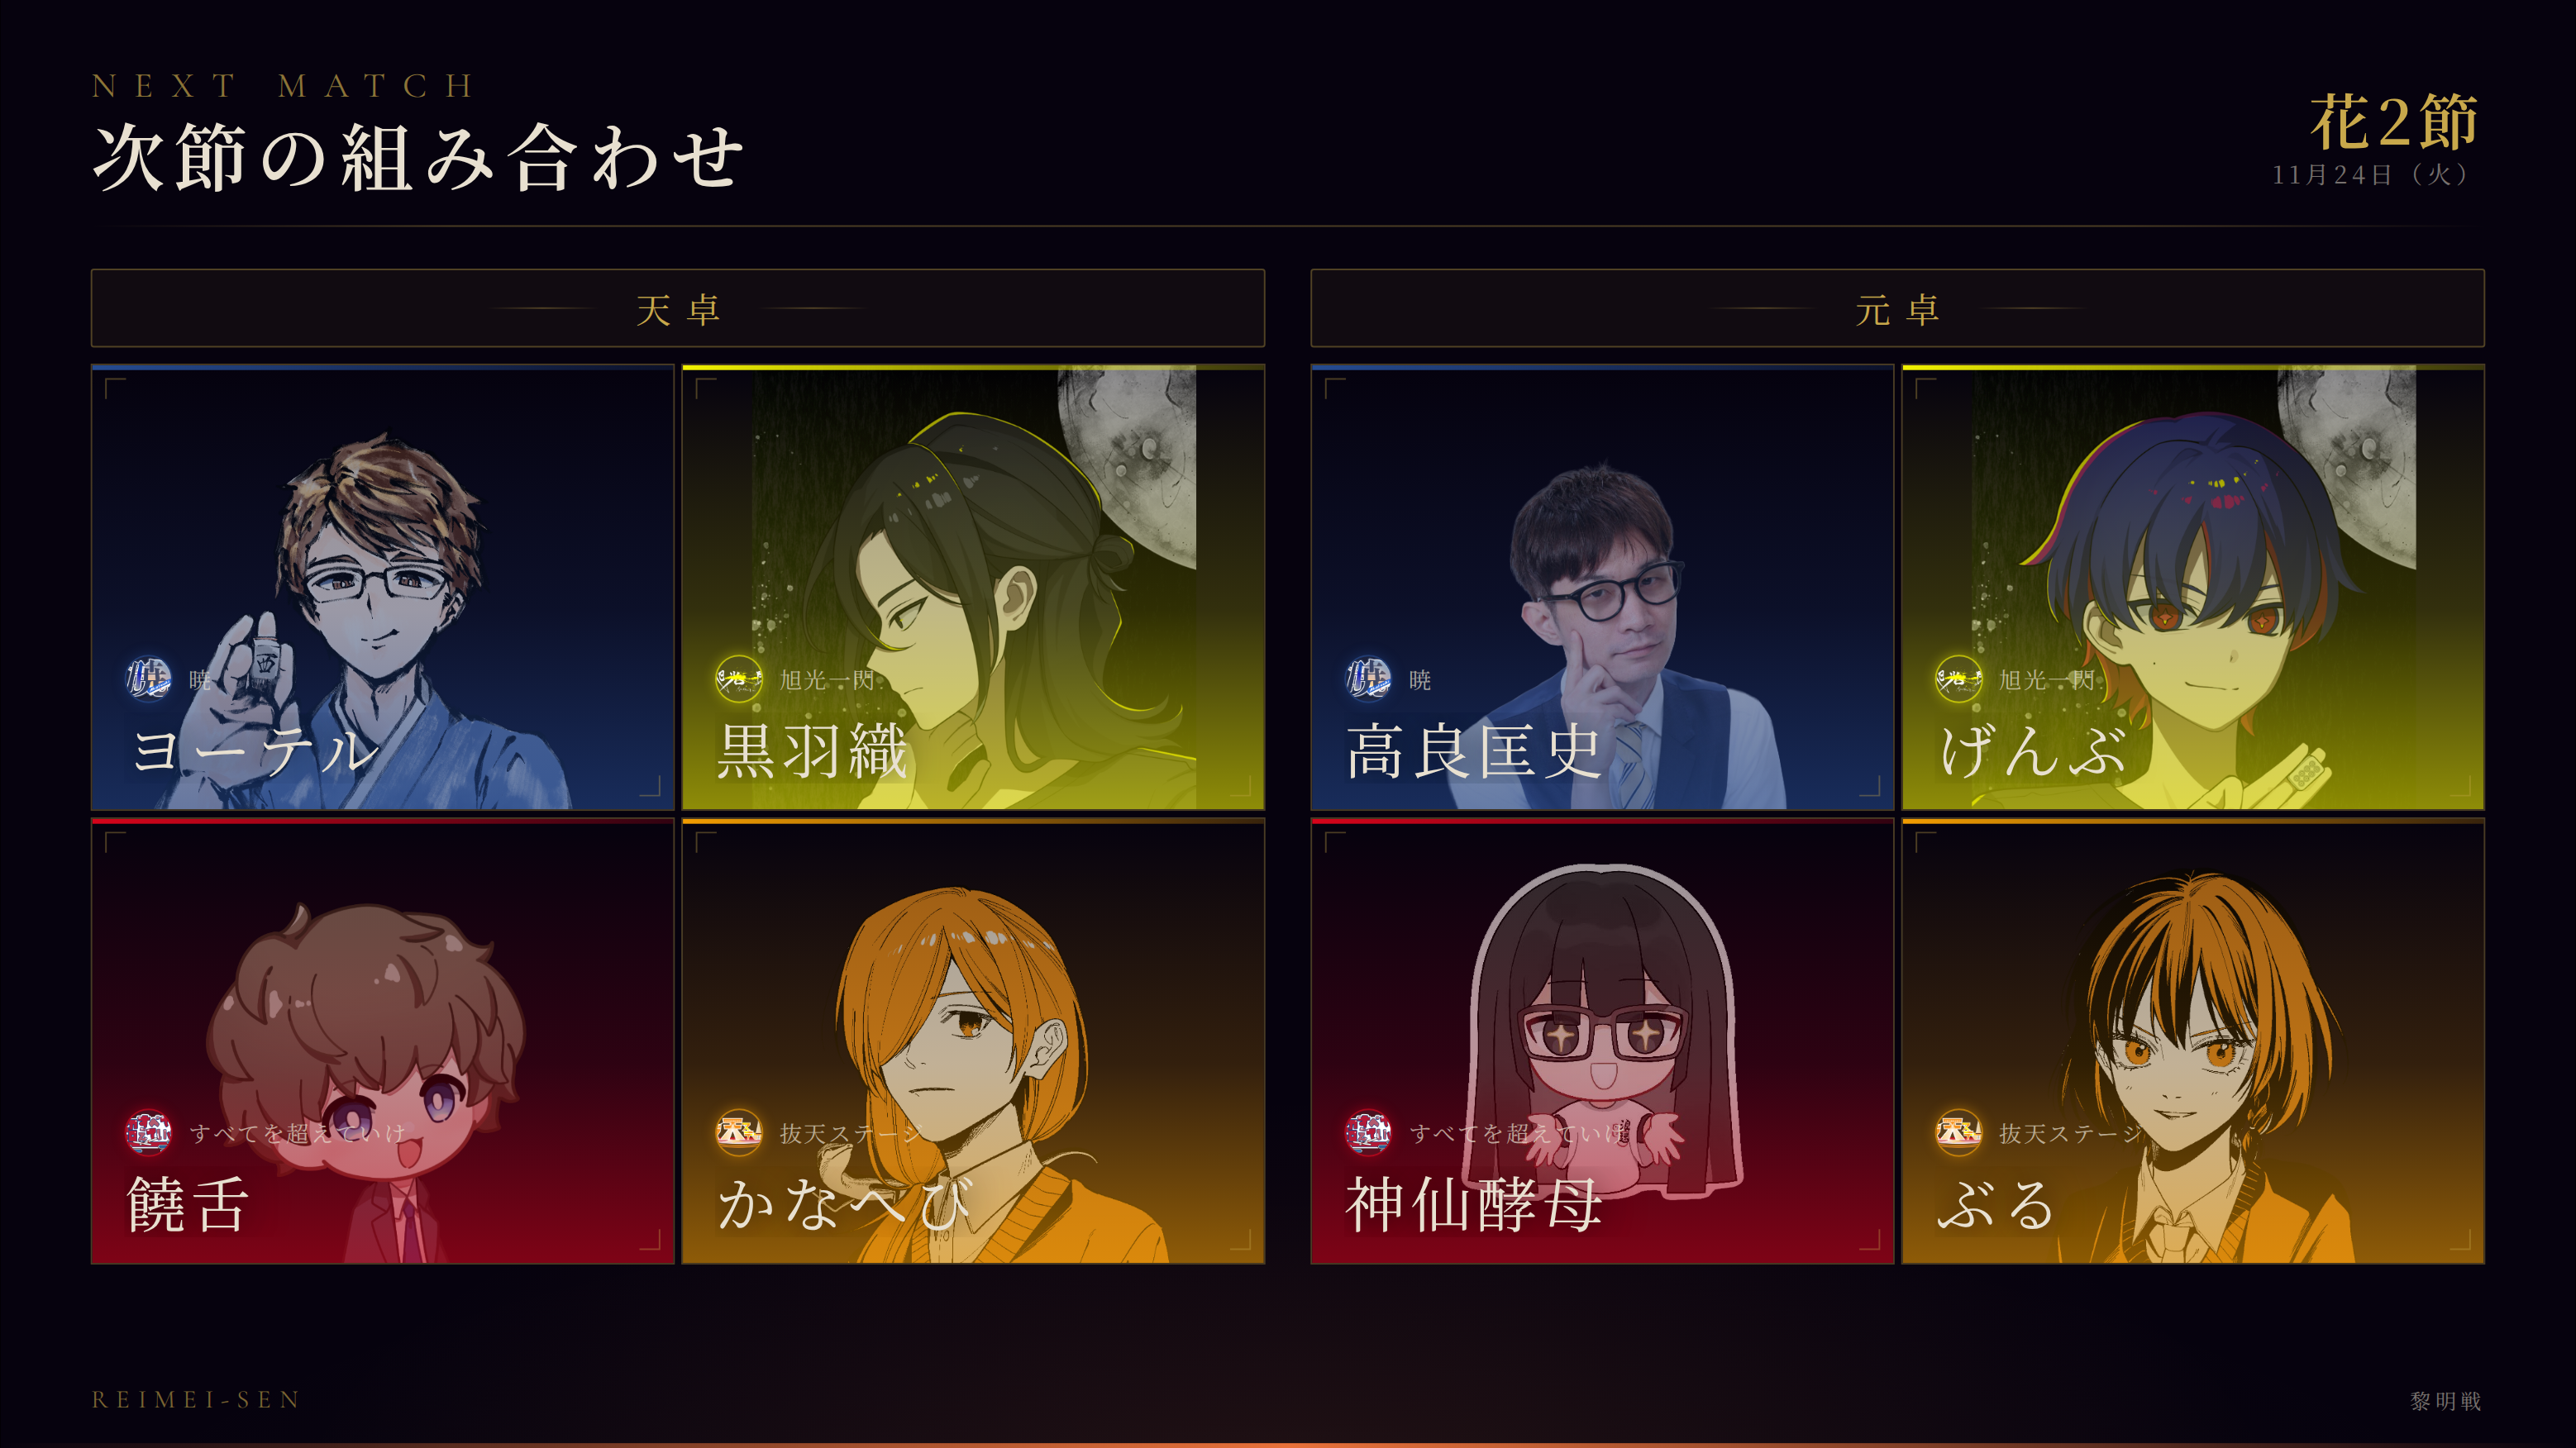 NEXT MATCH
次節の組み合わせ
花2節
11月24日（火）
天卓
暁
ヨーテル
旭光一閃
黒羽織
すべてを超えていけ
饒舌
抜天ステージ
かなへび
元卓
暁
高良匡史
旭光一閃
げんぶ
すべてを超えていけ
神仙酵母
抜天ステージ
ぶる
REIMEI-SEN
黎明戦